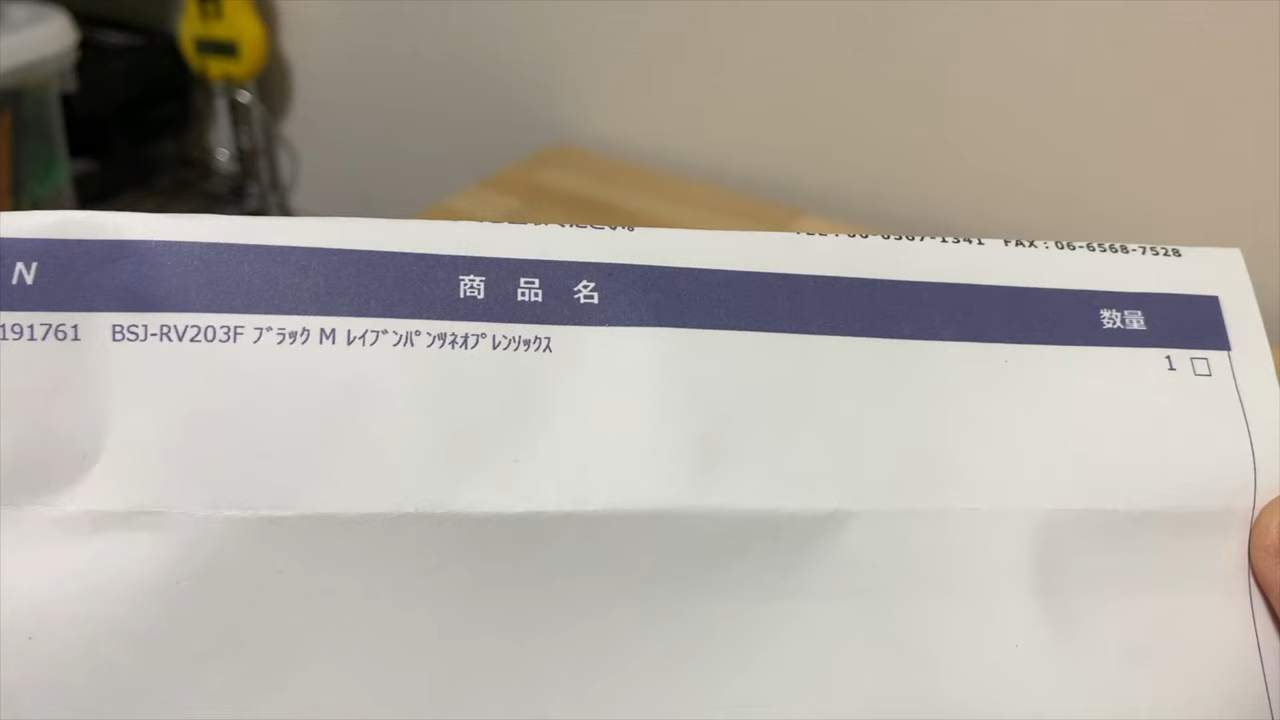 FAX：06-6568-7528
N 商品名 数量
191761 BSJ-RV203F ﾌﾞﾗｯｸ M ﾚｲﾌﾞﾝﾊﾟﾝﾂﾈｵﾌﾟﾚﾝｿｯｸｽ 1 □